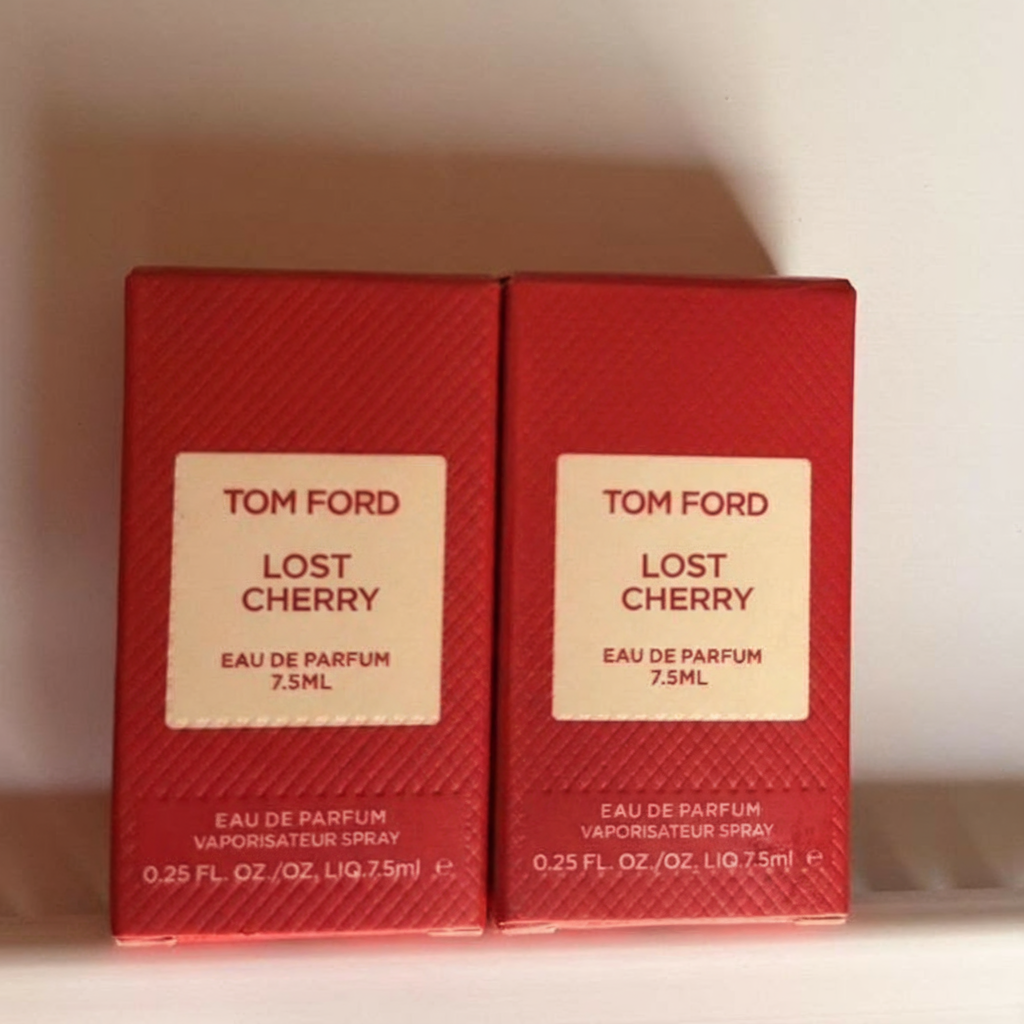 TOM FORD
LOST
CHERRY
EAU DE PARFUM
7.5ML
EAU DE PARFUM
VAPORISATEUR SPRAY
0.25 FL. OZ./OZ. LIQ.7.5ml ℮
TOM FORD
LOST
CHERRY
EAU DE PARFUM
7.5ML
EAU DE PARFUM
VAPORISATEUR SPRAY
0.25 FL. OZ./OZ. LIQ.7.5ml ℮